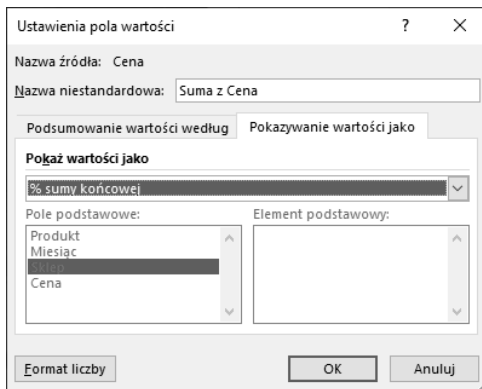 Ustawienia pola wartości ? ×
Nazwa źródła: Cena
Nazwa niestandardowa: Suma z Cena
Podsumowanie wartości według Pokazywanie wartości jako
Pokaż wartości jako
% sumy końcowej
Pole podstawowe: Element podstawowy:
Produkt
Miesiąc
Sklep
Cena
Format liczby OK Anuluj